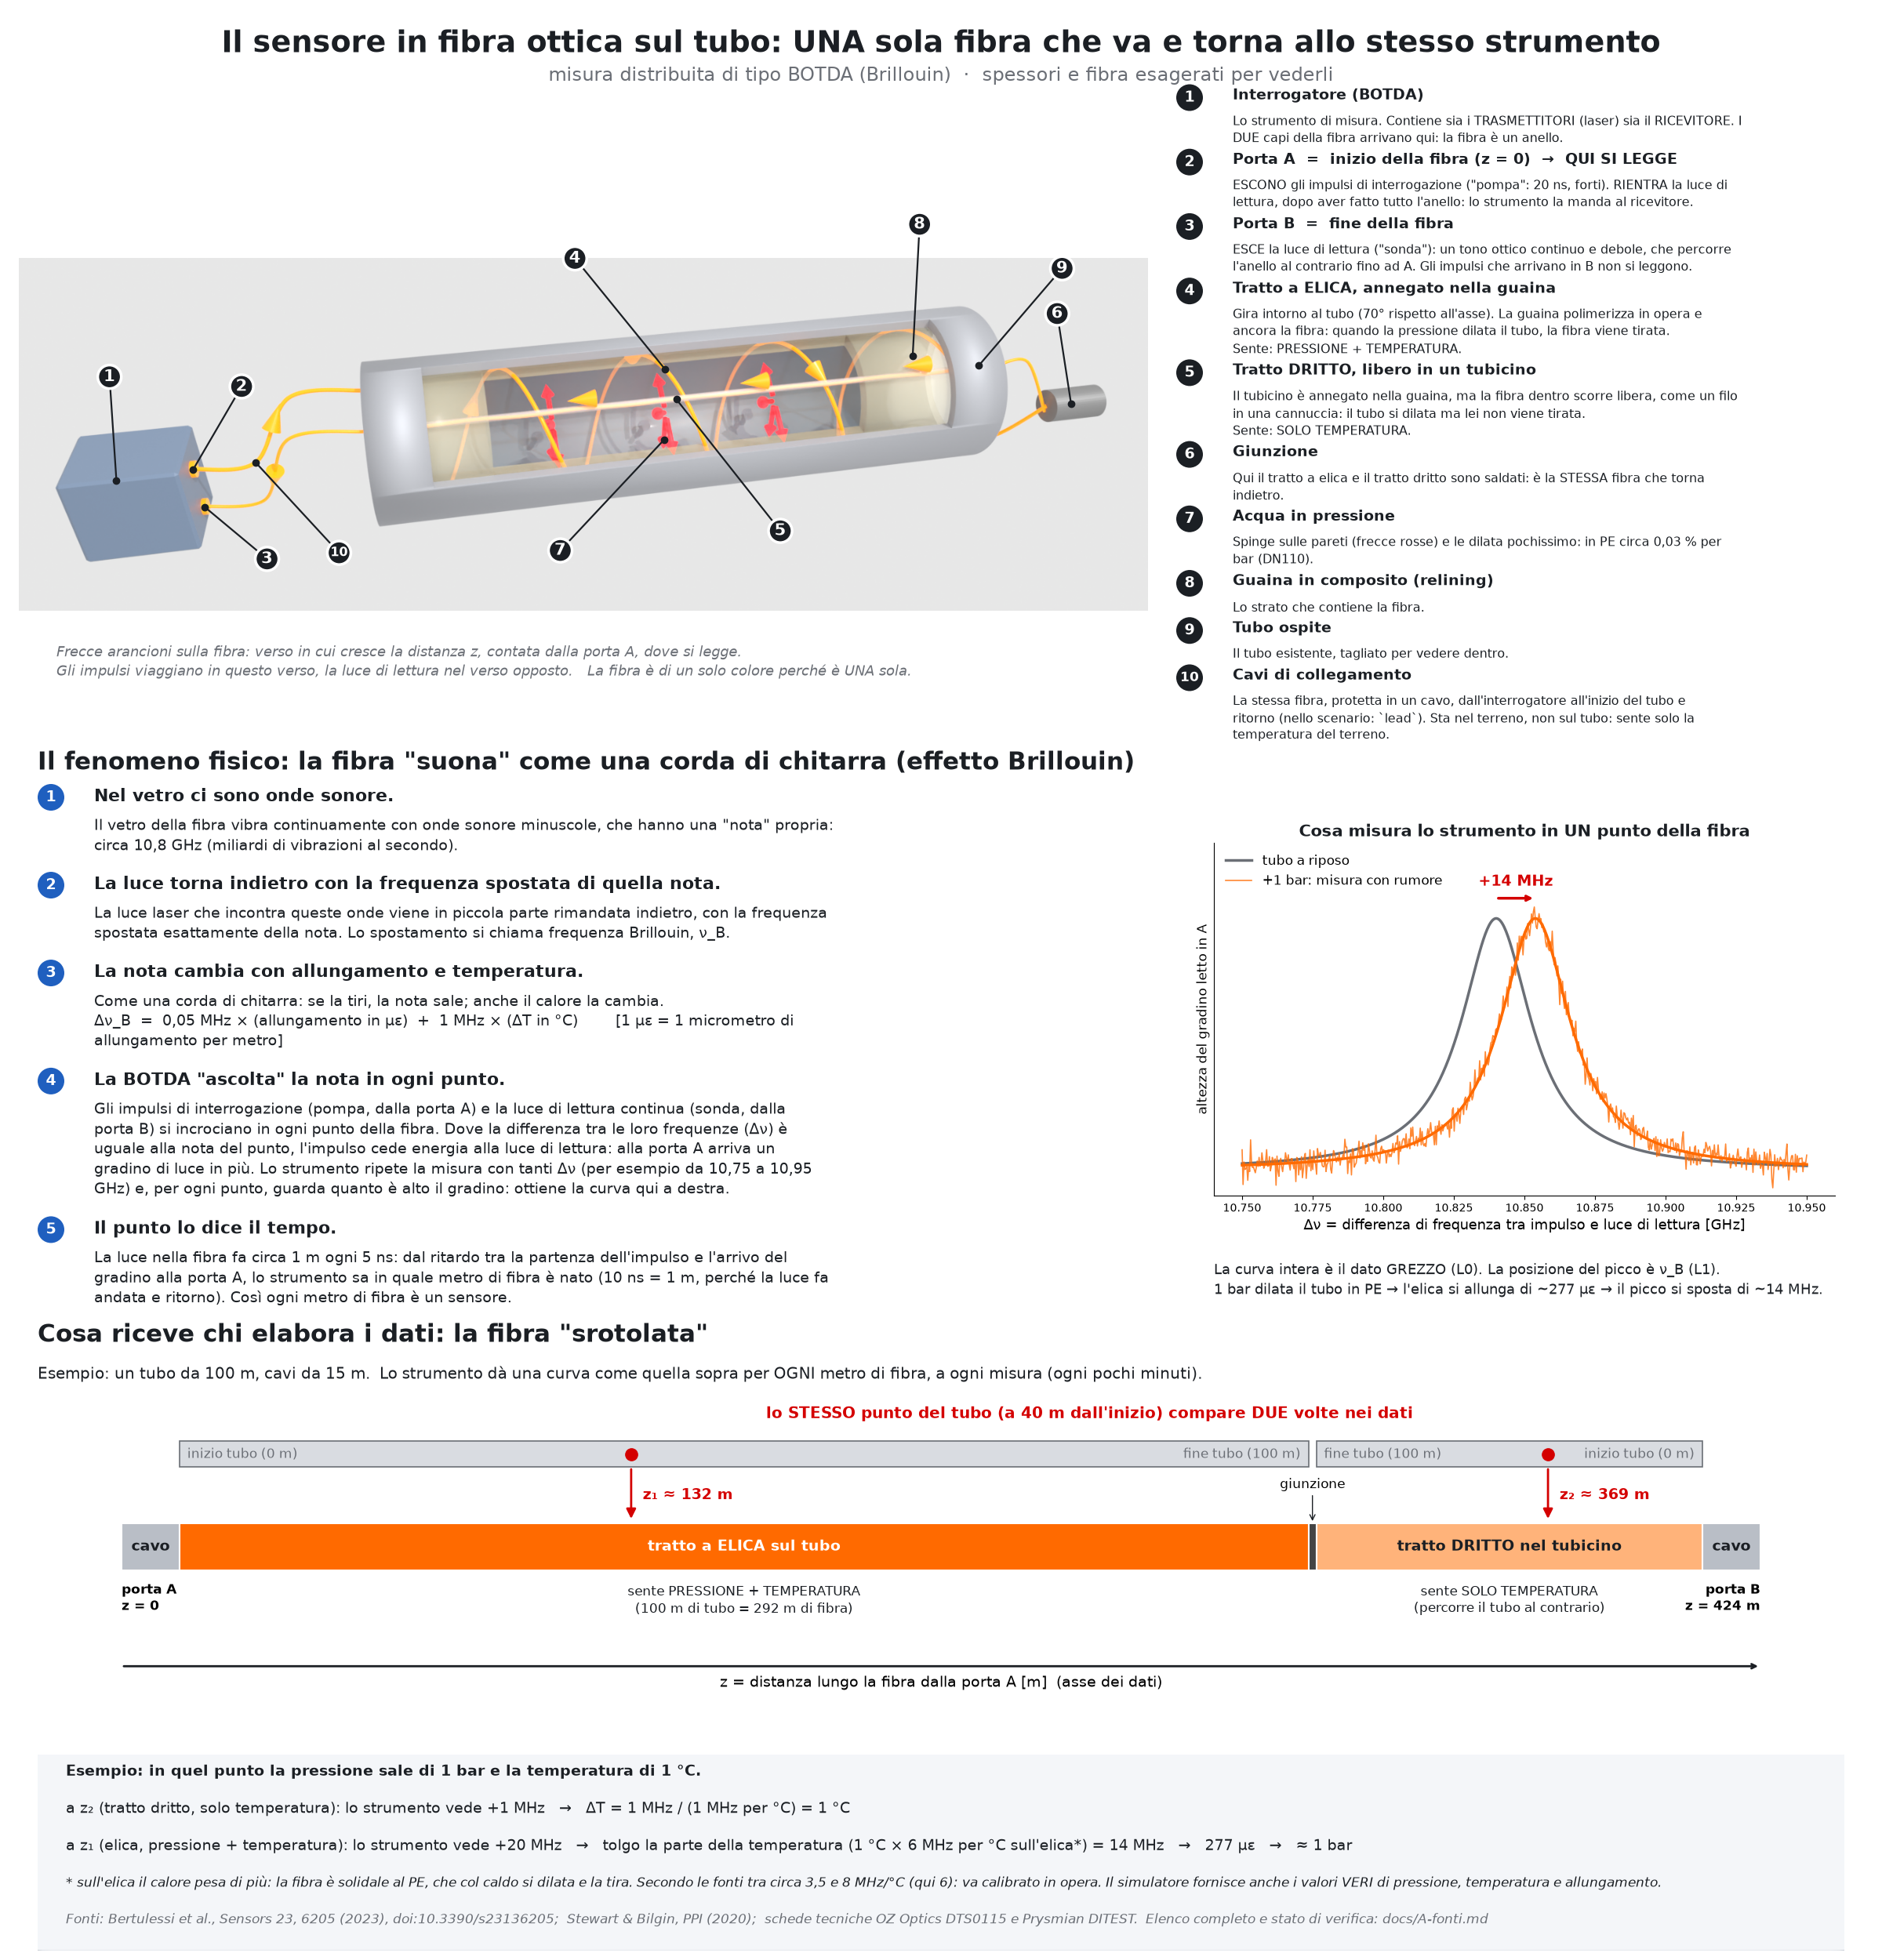 Il sensore in fibra ottica sul tubo: UNA sola fibra che va e torna allo stesso strumento
misura distribuita di tipo BOTDA (Brillouin)  ·  spessori e fibra esagerati per vederli
1
2
3
4
5
6
7
8
9
10
Frecce arancioni sulla fibra: verso in cui cresce la distanza z, contata dalla porta A, dove si legge.
Gli impulsi viaggiano in questo verso, la luce di lettura nel verso opposto.   La fibra è di un solo colore perché è UNA sola.
1 Interrogatore (BOTDA)
Lo strumento di misura. Contiene sia i TRASMETTITORI (laser) sia il RICEVITORE. I
DUE capi della fibra arrivano qui: la fibra è un anello.
2 Porta A  =  inizio della fibra (z = 0)  →  QUI SI LEGGE
ESCONO gli impulsi di interrogazione ("pompa": 20 ns, forti). RIENTRA la luce di
lettura, dopo aver fatto tutto l'anello: lo strumento la manda al ricevitore.
3 Porta B  =  fine della fibra
ESCE la luce di lettura ("sonda"): un tono ottico continuo e debole, che percorre
l'anello al contrario fino ad A. Gli impulsi che arrivano in B non si leggono.
4 Tratto a ELICA, annegato nella guaina
Gira intorno al tubo (70° rispetto all'asse). La guaina polimerizza in opera e
ancora la fibra: quando la pressione dilata il tubo, la fibra viene tirata.
Sente: PRESSIONE + TEMPERATURA.
5 Tratto DRITTO, libero in un tubicino
Il tubicino è annegato nella guaina, ma la fibra dentro scorre libera, come un filo
in una cannuccia: il tubo si dilata ma lei non viene tirata.
Sente: SOLO TEMPERATURA.
6 Giunzione
Qui il tratto a elica e il tratto dritto sono saldati: è la STESSA fibra che torna
indietro.
7 Acqua in pressione
Spinge sulle pareti (frecce rosse) e le dilata pochissimo: in PE circa 0,03 % per
bar (DN110).
8 Guaina in composito (relining)
Lo strato che contiene la fibra.
9 Tubo ospite
Il tubo esistente, tagliato per vedere dentro.
10 Cavi di collegamento
La stessa fibra, protetta in un cavo, dall'interrogatore all'inizio del tubo e
ritorno (nello scenario: `lead`). Sta nel terreno, non sul tubo: sente solo la
temperatura del terreno.
Il fenomeno fisico: la fibra "suona" come una corda di chitarra (effetto Brillouin)
1 Nel vetro ci sono onde sonore.
Il vetro della fibra vibra continuamente con onde sonore minuscole, che hanno una "nota" propria:
circa 10,8 GHz (miliardi di vibrazioni al secondo).
2 La luce torna indietro con la frequenza spostata di quella nota.
La luce laser che incontra queste onde viene in piccola parte rimandata indietro, con la frequenza
spostata esattamente della nota. Lo spostamento si chiama frequenza Brillouin, ν_B.
3 La nota cambia con allungamento e temperatura.
Come una corda di chitarra: se la tiri, la nota sale; anche il calore la cambia.
Δν_B  =  0,05 MHz × (allungamento in με)  +  1 MHz × (ΔT in °C)        [1 με = 1 micrometro di
allungamento per metro]
4 La BOTDA "ascolta" la nota in ogni punto.
Gli impulsi di interrogazione (pompa, dalla porta A) e la luce di lettura continua (sonda, dalla
porta B) si incrociano in ogni punto della fibra. Dove la differenza tra le loro frequenze (Δν) è
uguale alla nota del punto, l'impulso cede energia alla luce di lettura: alla porta A arriva un
gradino di luce in più. Lo strumento ripete la misura con tanti Δν (per esempio da 10,75 a 10,95
GHz) e, per ogni punto, guarda quanto è alto il gradino: ottiene la curva qui a destra.
5 Il punto lo dice il tempo.
La luce nella fibra fa circa 1 m ogni 5 ns: dal ritardo tra la partenza dell'impulso e l'arrivo del
gradino alla porta A, lo strumento sa in quale metro di fibra è nato (10 ns = 1 m, perché la luce fa
andata e ritorno). Così ogni metro di fibra è un sensore.
Cosa misura lo strumento in UN punto della fibra
tubo a riposo
+1 bar: misura con rumore
+14 MHz
altezza del gradino letto in A
10.750 10.775 10.800 10.825 10.850 10.875 10.900 10.925 10.950
Δν = differenza di frequenza tra impulso e luce di lettura [GHz]
La curva intera è il dato GREZZO (L0). La posizione del picco è ν_B (L1).
1 bar dilata il tubo in PE → l'elica si allunga di ~277 με → il picco si sposta di ~14 MHz.
Cosa riceve chi elabora i dati: la fibra "srotolata"
Esempio: un tubo da 100 m, cavi da 15 m.  Lo strumento dà una curva come quella sopra per OGNI metro di fibra, a ogni misura (ogni pochi minuti).
lo STESSO punto del tubo (a 40 m dall'inizio) compare DUE volte nei dati
inizio tubo (0 m) fine tubo (100 m) fine tubo (100 m) inizio tubo (0 m)
giunzione
z₁ ≈ 132 m z₂ ≈ 369 m
cavo tratto a ELICA sul tubo tratto DRITTO nel tubicino cavo
porta A
z = 0
sente PRESSIONE + TEMPERATURA
(100 m di tubo = 292 m di fibra)
sente SOLO TEMPERATURA
(percorre il tubo al contrario)
porta B
z = 424 m
z = distanza lungo la fibra dalla porta A [m]  (asse dei dati)
Esempio: in quel punto la pressione sale di 1 bar e la temperatura di 1 °C.
a z₂ (tratto dritto, solo temperatura): lo strumento vede +1 MHz   →   ΔT = 1 MHz / (1 MHz per °C) = 1 °C
a z₁ (elica, pressione + temperatura): lo strumento vede +20 MHz   →   tolgo la parte della temperatura (1 °C × 6 MHz per °C sull'elica*) = 14 MHz   →   277 με   →   ≈ 1 bar
* sull'elica il calore pesa di più: la fibra è solidale al PE, che col caldo si dilata e la tira. Secondo le fonti tra circa 3,5 e 8 MHz/°C (qui 6): va calibrato in opera. Il simulatore fornisce anche i valori VERI di pressione, temperatura e allungamento.
Fonti: Bertulessi et al., Sensors 23, 6205 (2023), doi:10.3390/s23136205;  Stewart & Bilgin, PPI (2020);  schede tecniche OZ Optics DTS0115 e Prysmian DITEST.  Elenco completo e stato di verifica: docs/A-fonti.md